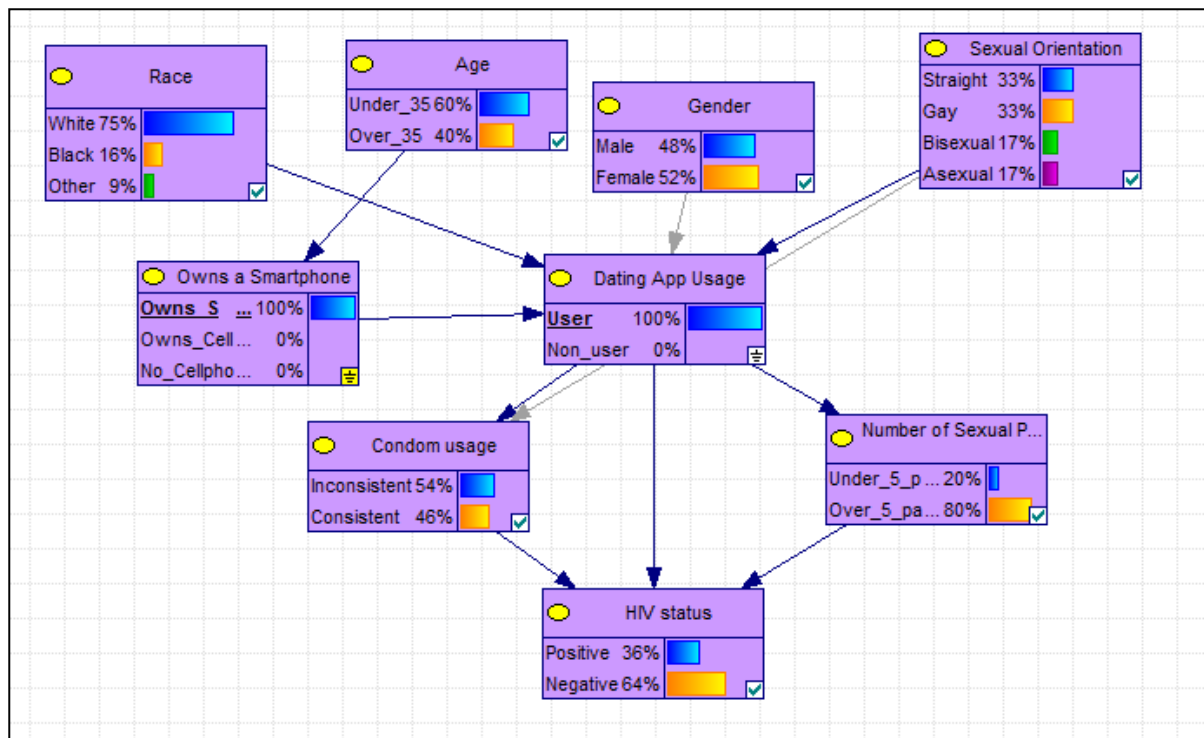 Race
White 75%
Black 16%
Other 9%
Age
Under_35 60%
Over_35 40%
Gender
Male 48%
Female 52%
Sexual Orientation
Straight 33%
Gay 33%
Bisexual 17%
Asexual 17%
Owns a Smartphone
Owns_S ... 100%
Owns_Cell ... 0%
No_Cellpho ... 0%
Dating App Usage
User 100%
Non_user 0%
Condom usage
Inconsistent 54%
Consistent 46%
Number of Sexual P...
Under_5_p ... 20%
Over_5_pa... 80%
HIV status
Positive 36%
Negative 64%